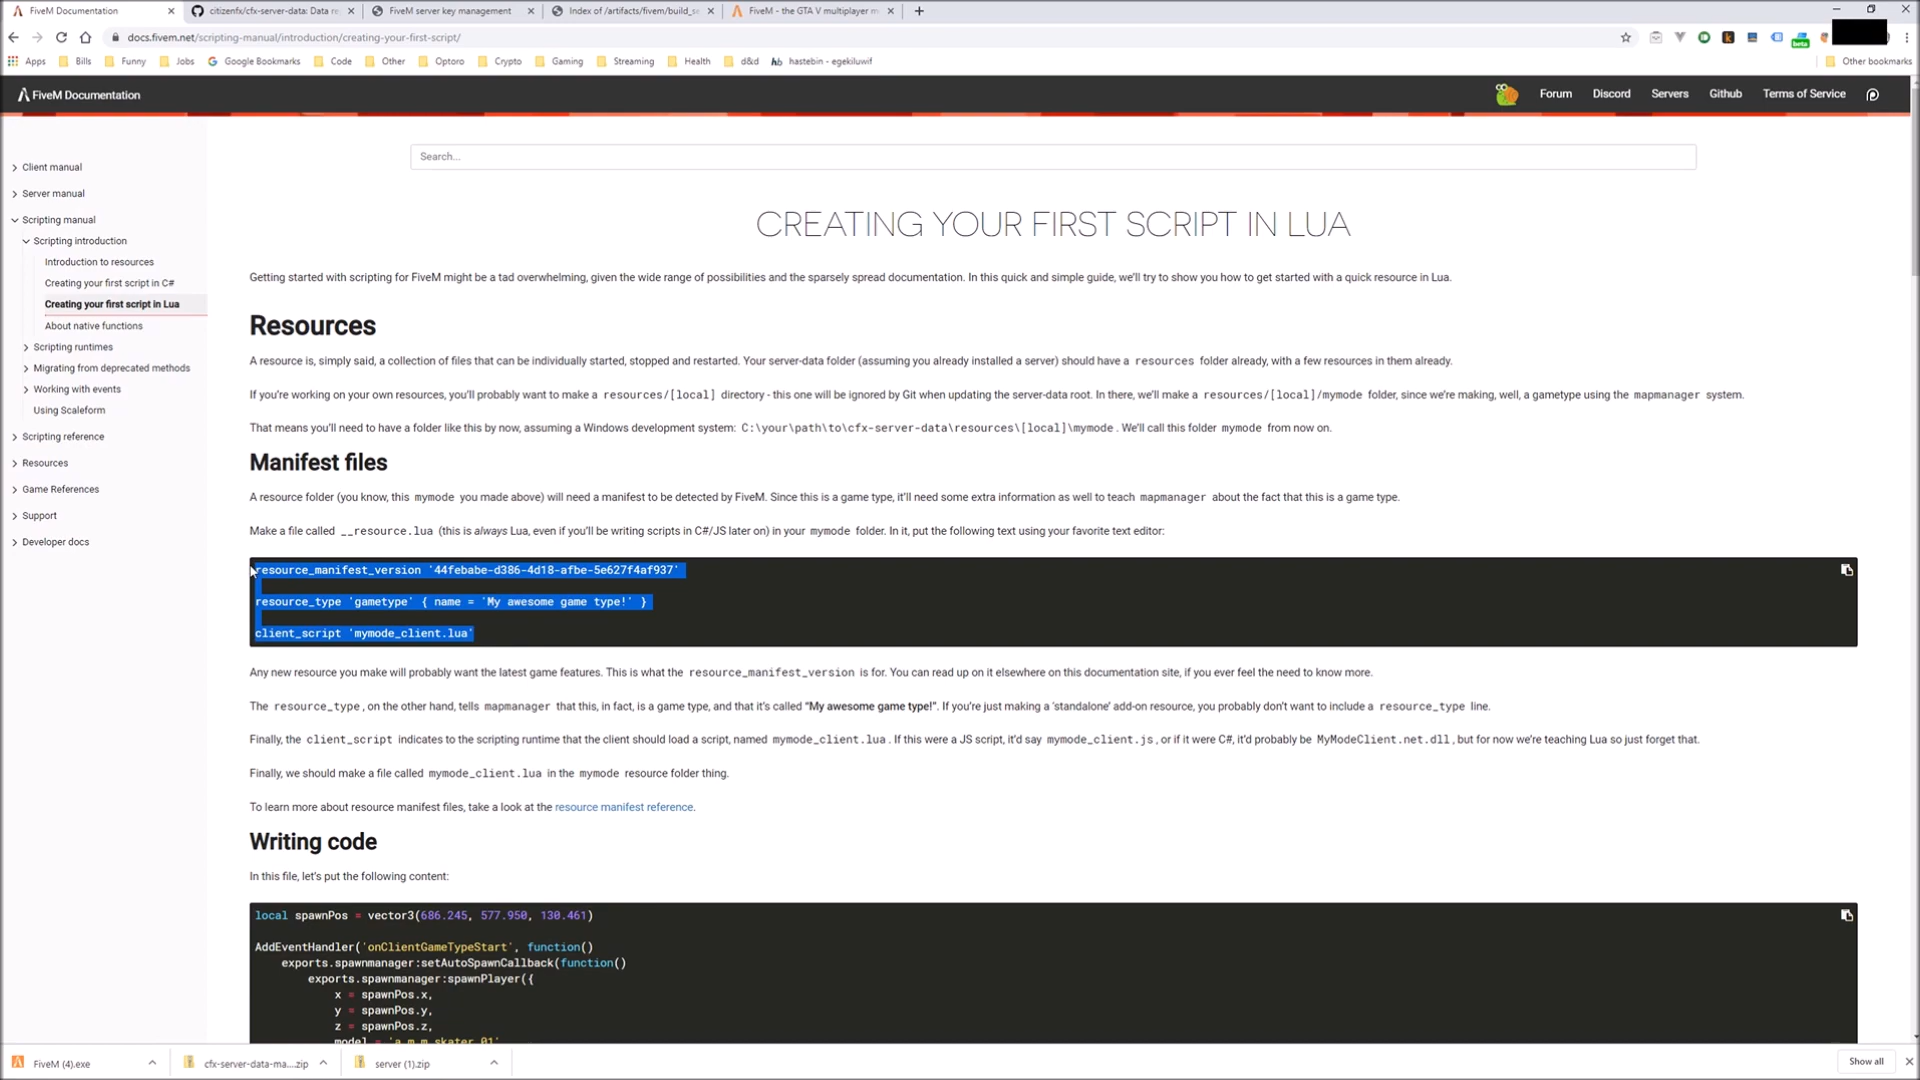 FiveM Documentation
citizenfx/cfx-server-data: Data re
FiveM server key management
Index of /artifacts/fivem/build_se
FiveM - the GTA V multiplayer m
docs.fivem.net/scripting-manual/introduction/creating-your-first-script/
beta
Apps
Bills
Funny
Jobs
Google Bookmarks
Code
Other
Optoro
Crypto
Gaming
Streaming
Health
d&d
hastebin - egekiluwif
Other bookmarks
FiveM Documentation
Forum
Discord
Servers
Github
Terms of Service
Client manual
Server manual
Scripting manual
Scripting introduction
Introduction to resources
Creating your first script in C#
Creating your first script in Lua
About native functions
Scripting runtimes
Migrating from deprecated methods
Working with events
Using Scaleform
Scripting reference
Resources
Game References
Support
Developer docs
Search...
CREATING YOUR FIRST SCRIPT IN LUA
Getting started with scripting for FiveM might be a tad overwhelming, given the wide range of possibilities and the sparsely spread documentation. In this quick and simple guide, we'll try to show you how to get started with a quick resource in Lua.
Resources
A resource is, simply said, a collection of files that can be individually started, stopped and restarted. Your server-data folder (assuming you already installed a server) should have a resources folder already, with a few resources in them already.
If you're working on your own resources, you'll probably want to make a resources/[local] directory - this one will be ignored by Git when updating the server-data root. In there, we'll make a resources/[local]/mymode folder, since we're making, well, a gametype using the mapmanager system.
That means you'll need to have a folder like this by now, assuming a Windows development system: C:\your\path\to\cfx-server-data\resources\[local]\mymode. We'll call this folder mymode from now on.
Manifest files
A resource folder (you know, this mymode you made above) will need a manifest to be detected by FiveM. Since this is a game type, it'll need some extra information as well to teach mapmanager about the fact that this is a game type.
Make a file called __resource.lua (this is always Lua, even if you'll be writing scripts in C#/JS later on) in your mymode folder. In it, put the following text using your favorite text editor:
resource_manifest_version '44febabe-d386-4d18-afbe-5e627f4af937'
resource_type 'gametype' { name = 'My awesome game type!' }
client_script 'mymode_client.lua'
Any new resource you make will probably want the latest game features. This is what the resource_manifest_version is for. You can read up on it elsewhere on this documentation site, if you ever feel the need to know more.
The resource_type, on the other hand, tells mapmanager that this, in fact, is a game type, and that it's called "My awesome game type!". If you're just making a 'standalone' add-on resource, you probably don't want to include a resource_type line.
Finally, the client_script indicates to the scripting runtime that the client should load a script, named mymode_client.lua. If this were a JS script, it'd say mymode_client.js, or if it were C#, it'd probably be MyModeClient.net.dll, but for now we're teaching Lua so just forget that.
Finally, we should make a file called mymode_client.lua in the mymode resource folder thing.
To learn more about resource manifest files, take a look at the resource manifest reference.
Writing code
In this file, let's put the following content:
local spawnPos = vector3(686.245, 577.950, 130.461)
AddEventHandler('onClientGameTypeStart', function()
exports.spawnmanager:setAutoSpawnCallback(function()
exports.spawnmanager:spawnPlayer({
x = spawnPos.x,
y = spawnPos.y,
z = spawnPos.z,
model = 'a_m_m_skater_01'
FiveM (4).exe
cfx-server-data-ma....zip
server (1).zip
Show all